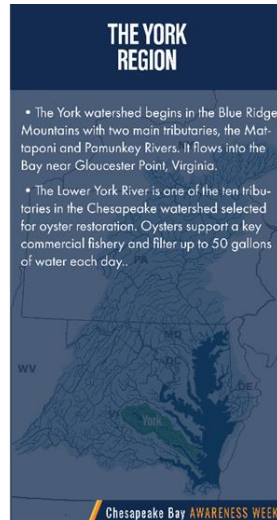 THE YORK
REGION
• The York watershed begins in the Blue Ridge
Mountains with two main tributaries, the Mat-
taponi and Pamunkey Rivers. It flows into the
Bay near Gloucester Point, Virginia.
• The Lower York River is one of the ten tribu-
taries in the Chesapeake watershed selected
for oyster restoration. Oysters support a key
commercial fishery and filter up to 50 gallons
of water each day..
PA
MD
DC
WV
DE
York
Chesapeake Bay AWARENESS WEEK